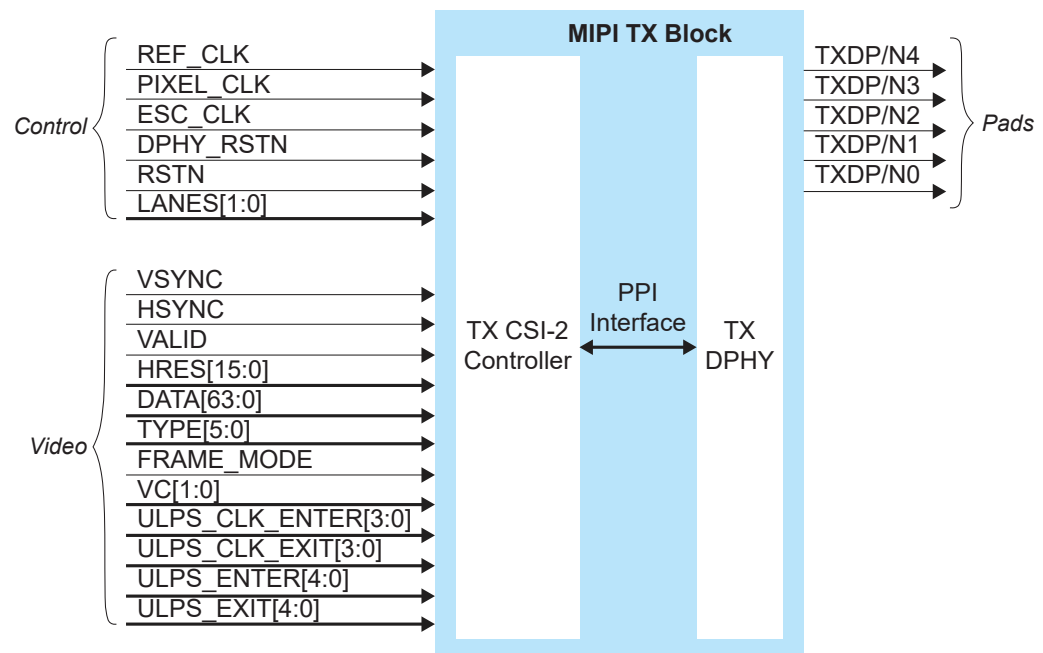 MIPI TX Block
Control
REF_CLK
PIXEL_CLK
ESC_CLK
DPHY_RSTN
RSTN
LANES[1:0]
Video
VSYNC
HSYNC
VALID
HRES[15:0]
DATA[63:0]
TYPE[5:0]
FRAME_MODE
VC[1:0]
ULPS_CLK_ENTER[3:0]
ULPS_CLK_EXIT[3:0]
ULPS_ENTER[4:0]
ULPS_EXIT[4:0]
TX CSI-2
Controller
PPI
Interface
TX
DPHY
TXDP/N4
TXDP/N3
TXDP/N2
TXDP/N1
TXDP/N0
Pads